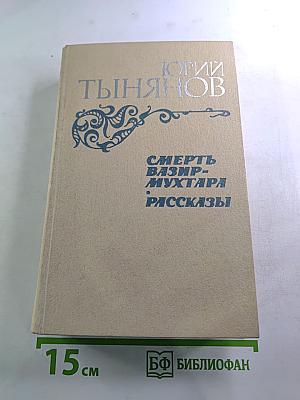 ЮРИЙ
ТЫНЯНОВ
СМЕРТЬ
ВАЗИР-
МУХТАРА
·
РАССКАЗЫ
15 см
БФ БИБЛИОФАН